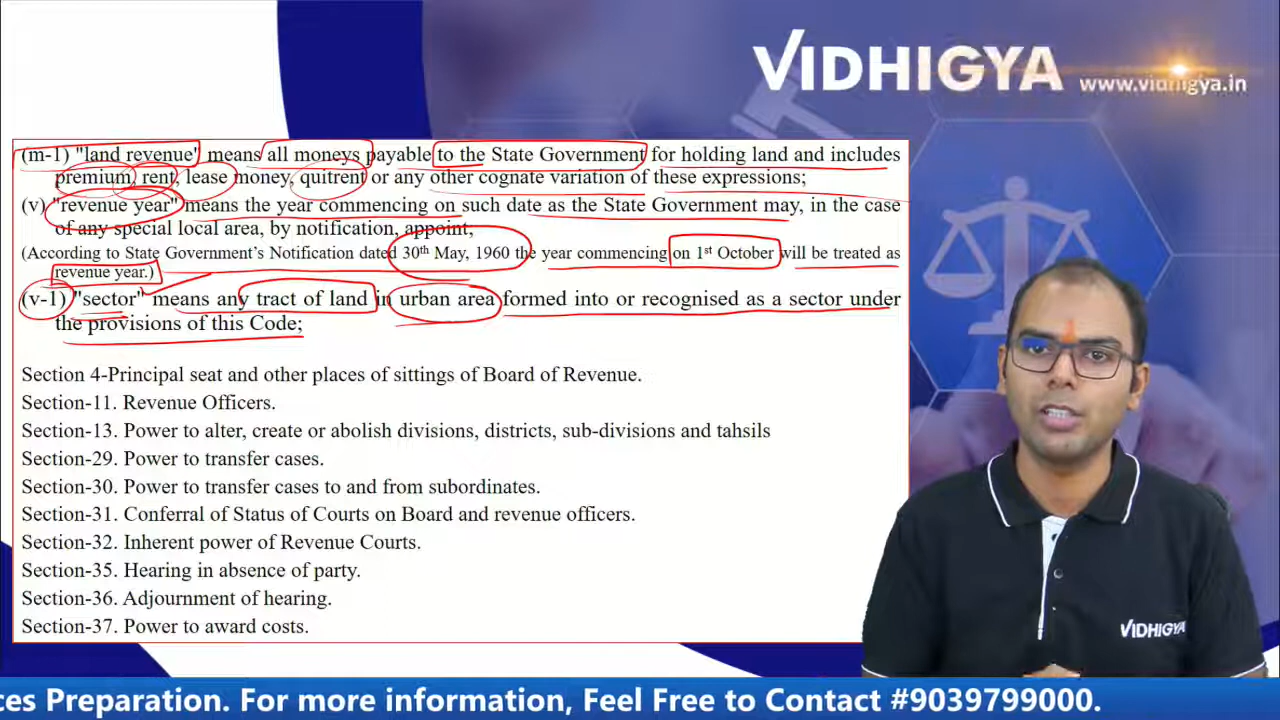 VIDHIGYA
www.vidhigya.in
(m-1) "land revenue" means all moneys payable to the State Government for holding land and includes
premium, rent, lease money, quitrent or any other cognate variation of these expressions;
(v) "revenue year" means the year commencing on such date as the State Government may, in the case
of any special local area, by notification, appoint;
(According to State Government's Notification dated 30th May, 1960 the year commencing on 1st October will be treated as
revenue year.)
(v-1) "sector" means any tract of land in urban area formed into or recognised as a sector under
the provisions of this Code;
Section 4-Principal seat and other places of sittings of Board of Revenue.
Section-11. Revenue Officers.
Section-13. Power to alter, create or abolish divisions, districts, sub-divisions and tahsils
Section-29. Power to transfer cases.
Section-30. Power to transfer cases to and from subordinates.
Section-31. Conferral of Status of Courts on Board and revenue officers.
Section-32. Inherent power of Revenue Courts.
Section-35. Hearing in absence of party.
Section-36. Adjournment of hearing.
Section-37. Power to award costs.
VIDHIGYA
ces Preparation. For more information, Feel Free to Contact #9039799000.